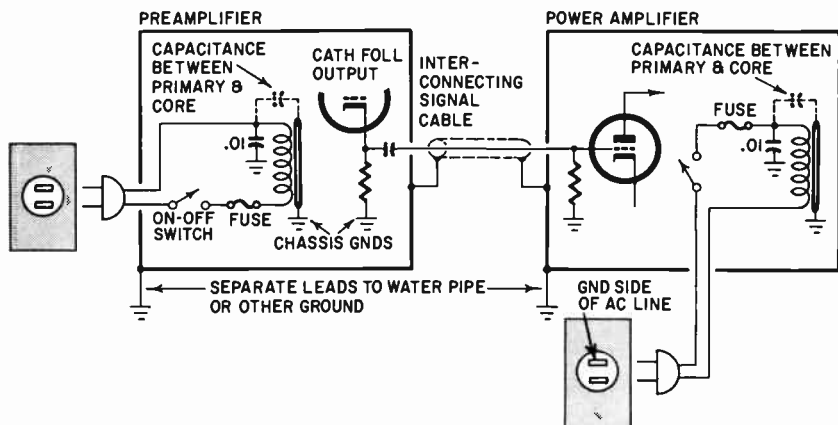 PREAMPLIFIER
POWER AMPLIFIER
CAPACITANCE
BETWEEN
PRIMARY &
CORE
CATH FOLL
OUTPUT
INTER-
CONNECTING
SIGNAL
CABLE
CAPACITANCE BETWEEN
PRIMARY & CORE
FUSE
.01
.01
ON-OFF
SWITCH
FUSE
CHASSIS GNDS
SEPARATE LEADS TO WATER PIPE
OR OTHER GROUND
GND SIDE
OF AC LINE